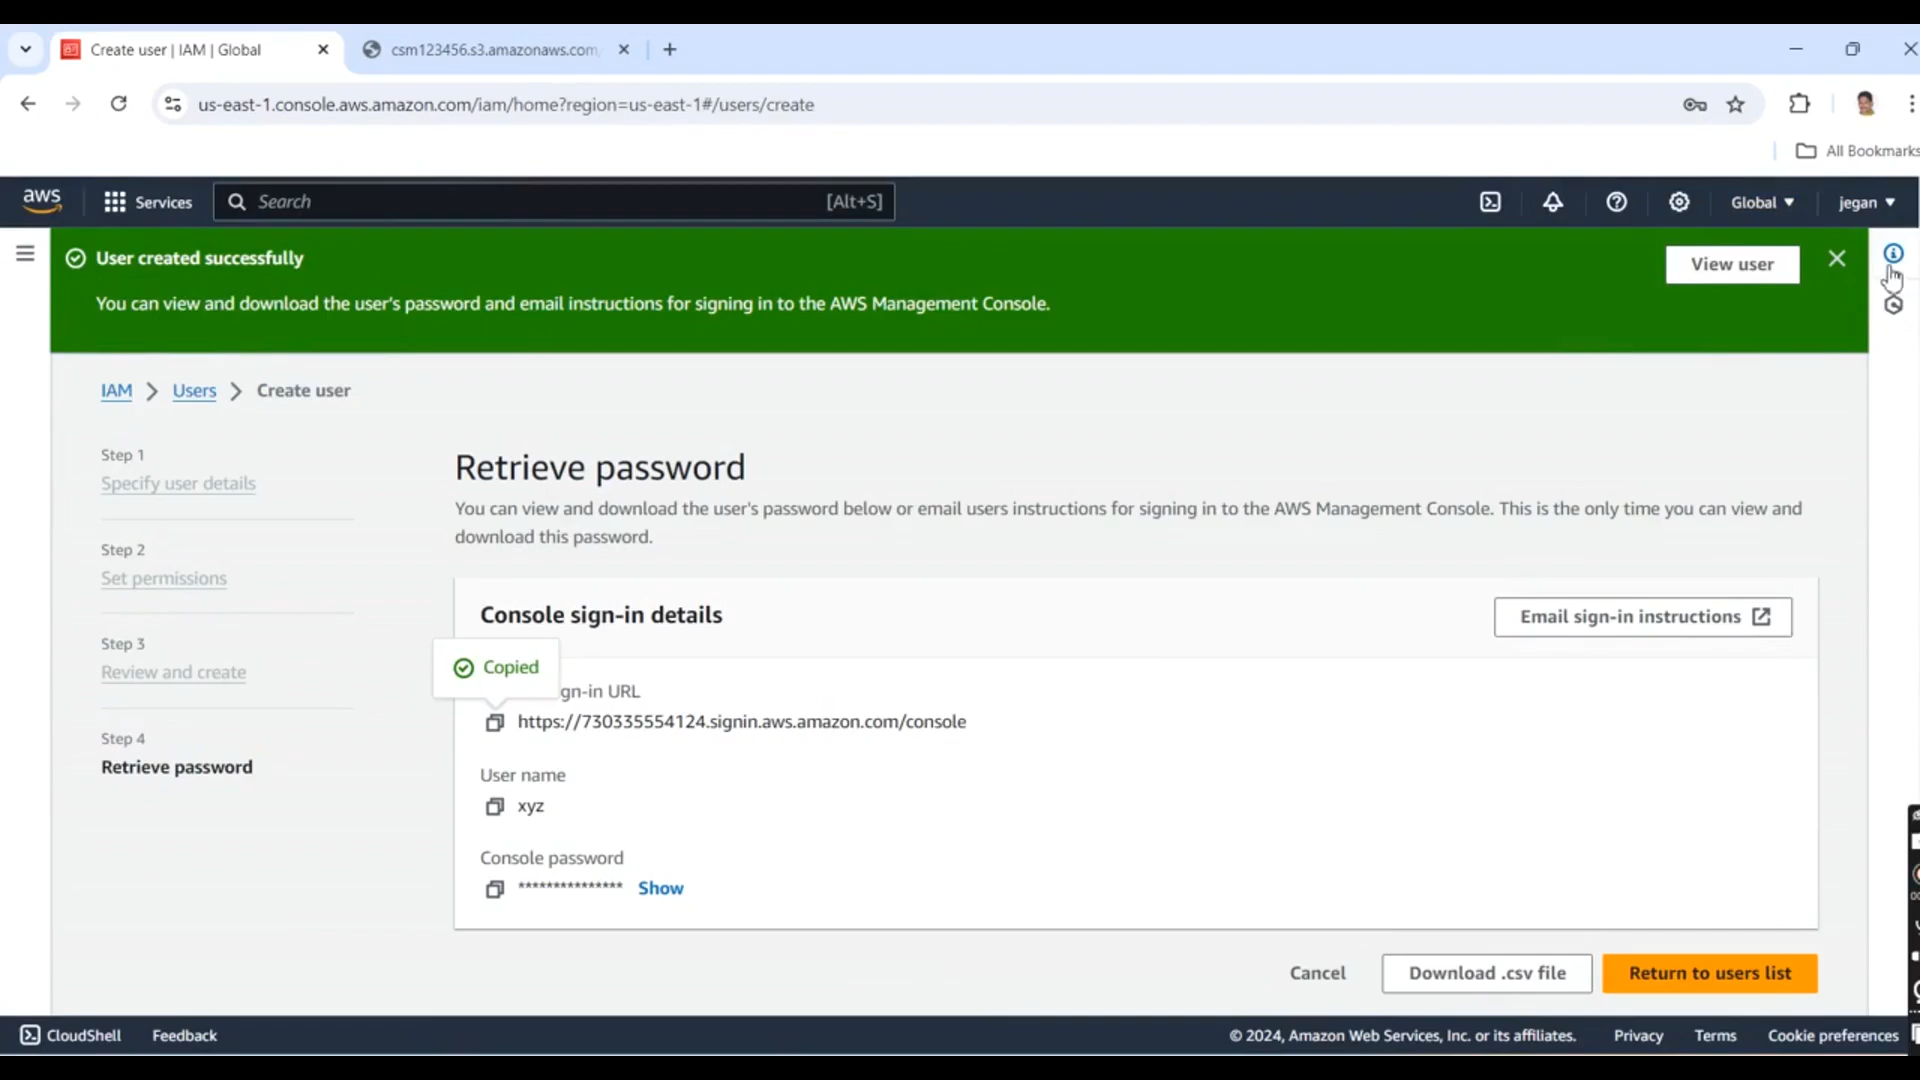 Create user | IAM | Global
csm123456.s3.amazonaws.com
us-east-1.console.aws.amazon.com/iam/home?region=us-east-1#/users/create
All Bookmarks
aws
Services
Search
[Alt+S]
Global
jegan
User created successfully
View user
You can view and download the user's password and email instructions for signing in to the AWS Management Console.
IAM
Users
Create user
Step 1
Specify user details
Step 2
Set permissions
Step 3
Review and create
Step 4
Retrieve password
Retrieve password
You can view and download the user's password below or email users instructions for signing in to the AWS Management Console. This is the only time you can view and
download this password.
Console sign-in details
Email sign-in instructions
Copied
gn-in URL
https://730335554124.signin.aws.amazon.com/console
User name
xyz
Console password
*************** Show
Cancel
Download .csv file
Return to users list
CloudShell
Feedback
© 2024, Amazon Web Services, Inc. or its affiliates.
Privacy
Terms
Cookie preferences